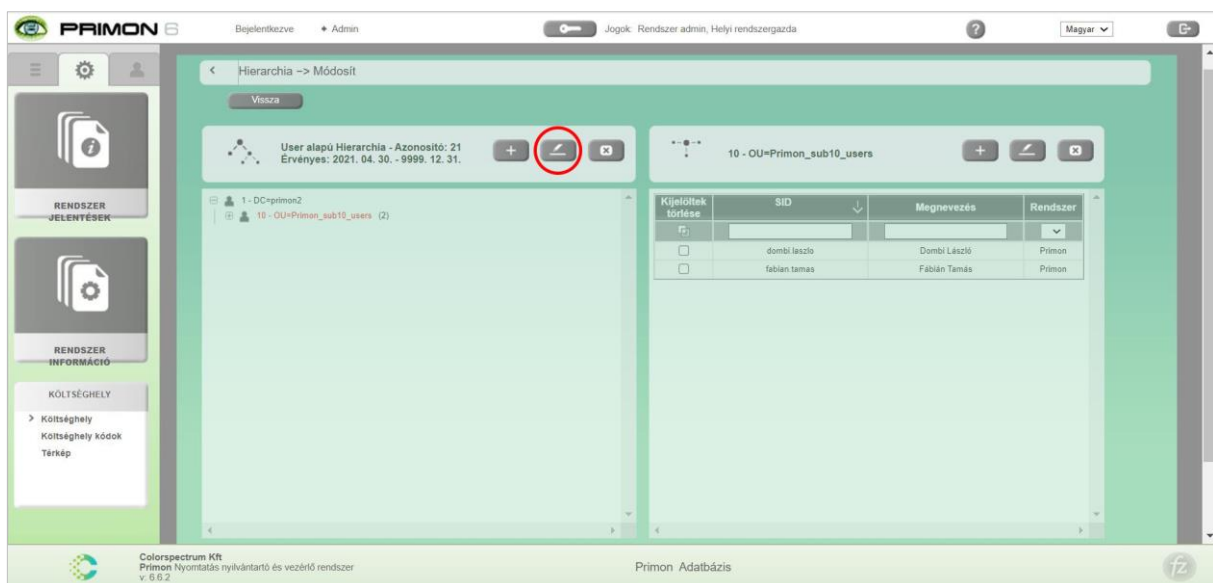 PRIMON 6
Bejelentkezve
Admin
Jogok: Rendszer admin, Helyi rendszergazda
?
Magyar
Hierarchia -> Módosít
Vissza
User alapú Hierarchia - Azonosító: 21
Érvényes: 2021. 04. 30. - 9999. 12. 31.
10 - OU=Primon_sub10_users
RENDSZER
JELENTÉSEK
1 - DC=primon2
10 - OU=Primon_sub10_users (2)
Kijelöltek
törlése
SID
Megnevezés
Rendszer
dombi.laszlo
Dombi László
Primon
fabian.tamas
Fábián Tamás
Primon
RENDSZER
INFORMÁCIÓ
KÖLTSÉGHELY
> Költséghely
Költséghely kódok
Térkép
Colorspectrum Kft
Primon Nyomtatás nyilvántartó és vezérlő rendszer
v: 6.6.2
Primon Adatbázis
fz